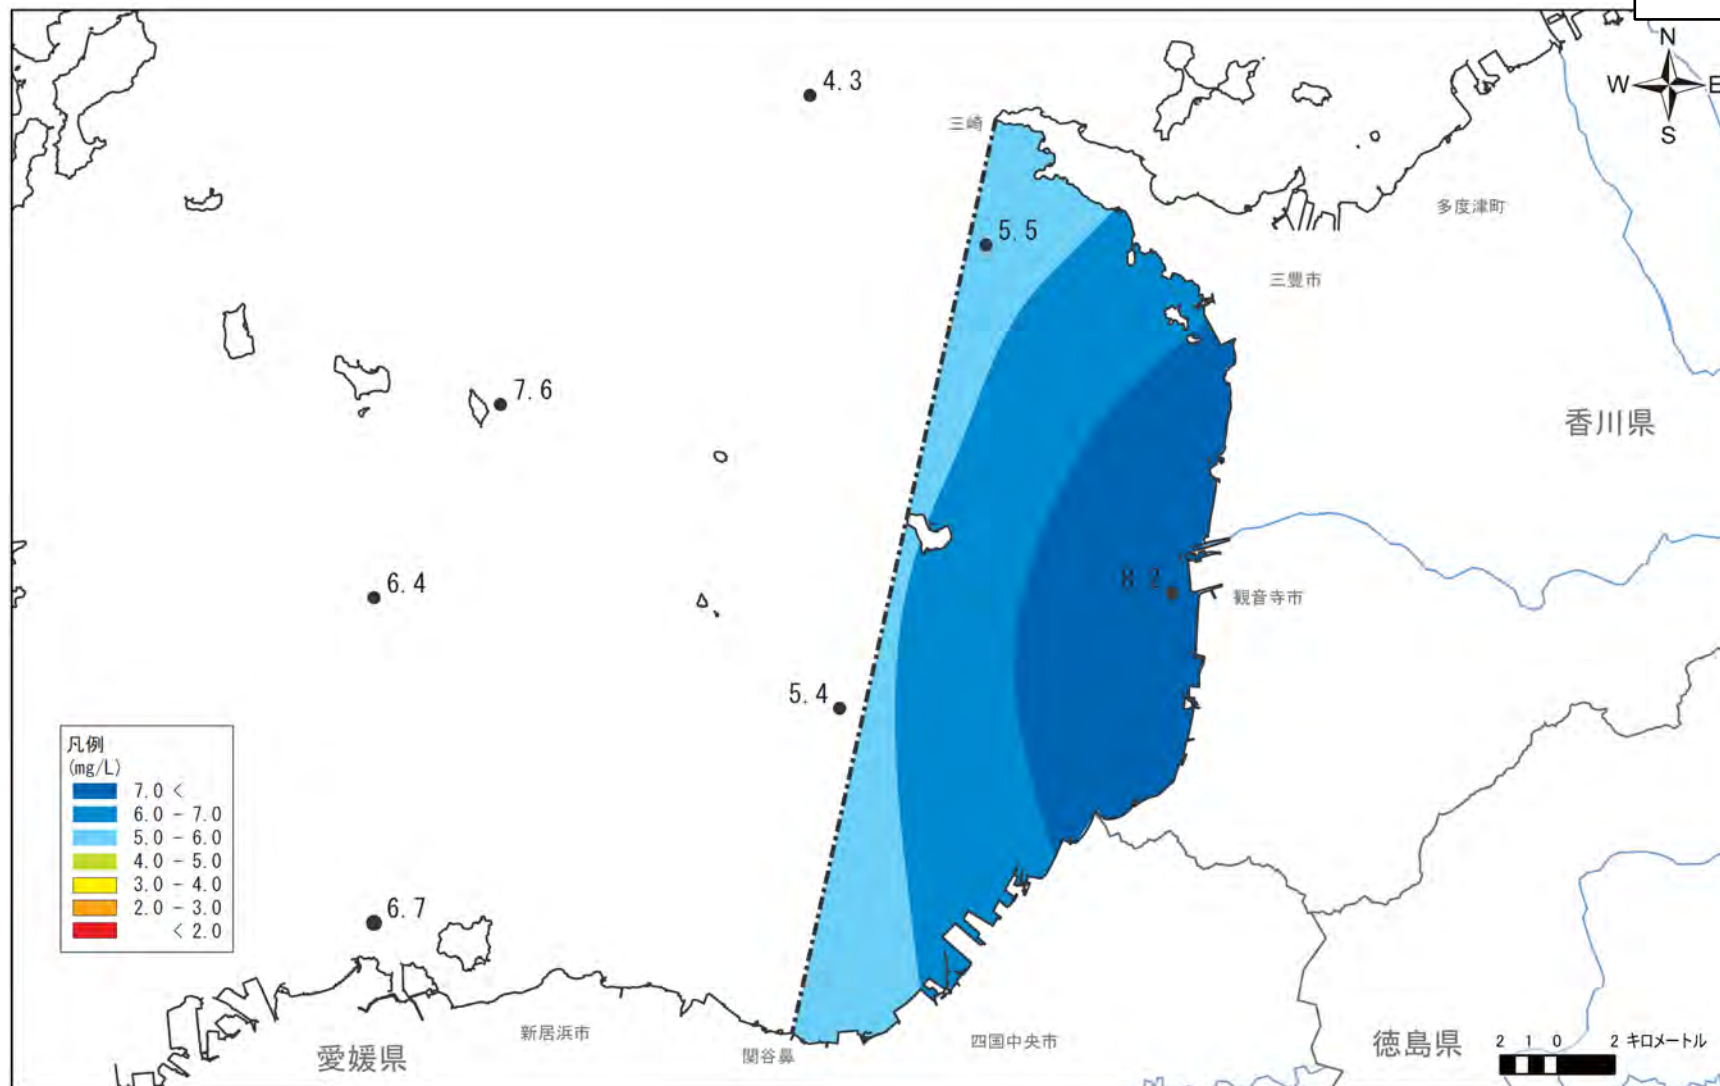 N
W E
S
4.3
三崎
多度津町
5.5
三豊市
7.6
香川県
6.4
8.2
観音寺市
5.4
凡例
(mg/L)
7.0 <
6.0 - 7.0
5.0 - 6.0
4.0 - 5.0
3.0 - 4.0
2.0 - 3.0
< 2.0
6.7
新居浜市
愛媛県
関谷鼻
四国中央市
徳島県
2 1 0 2 キロメートル